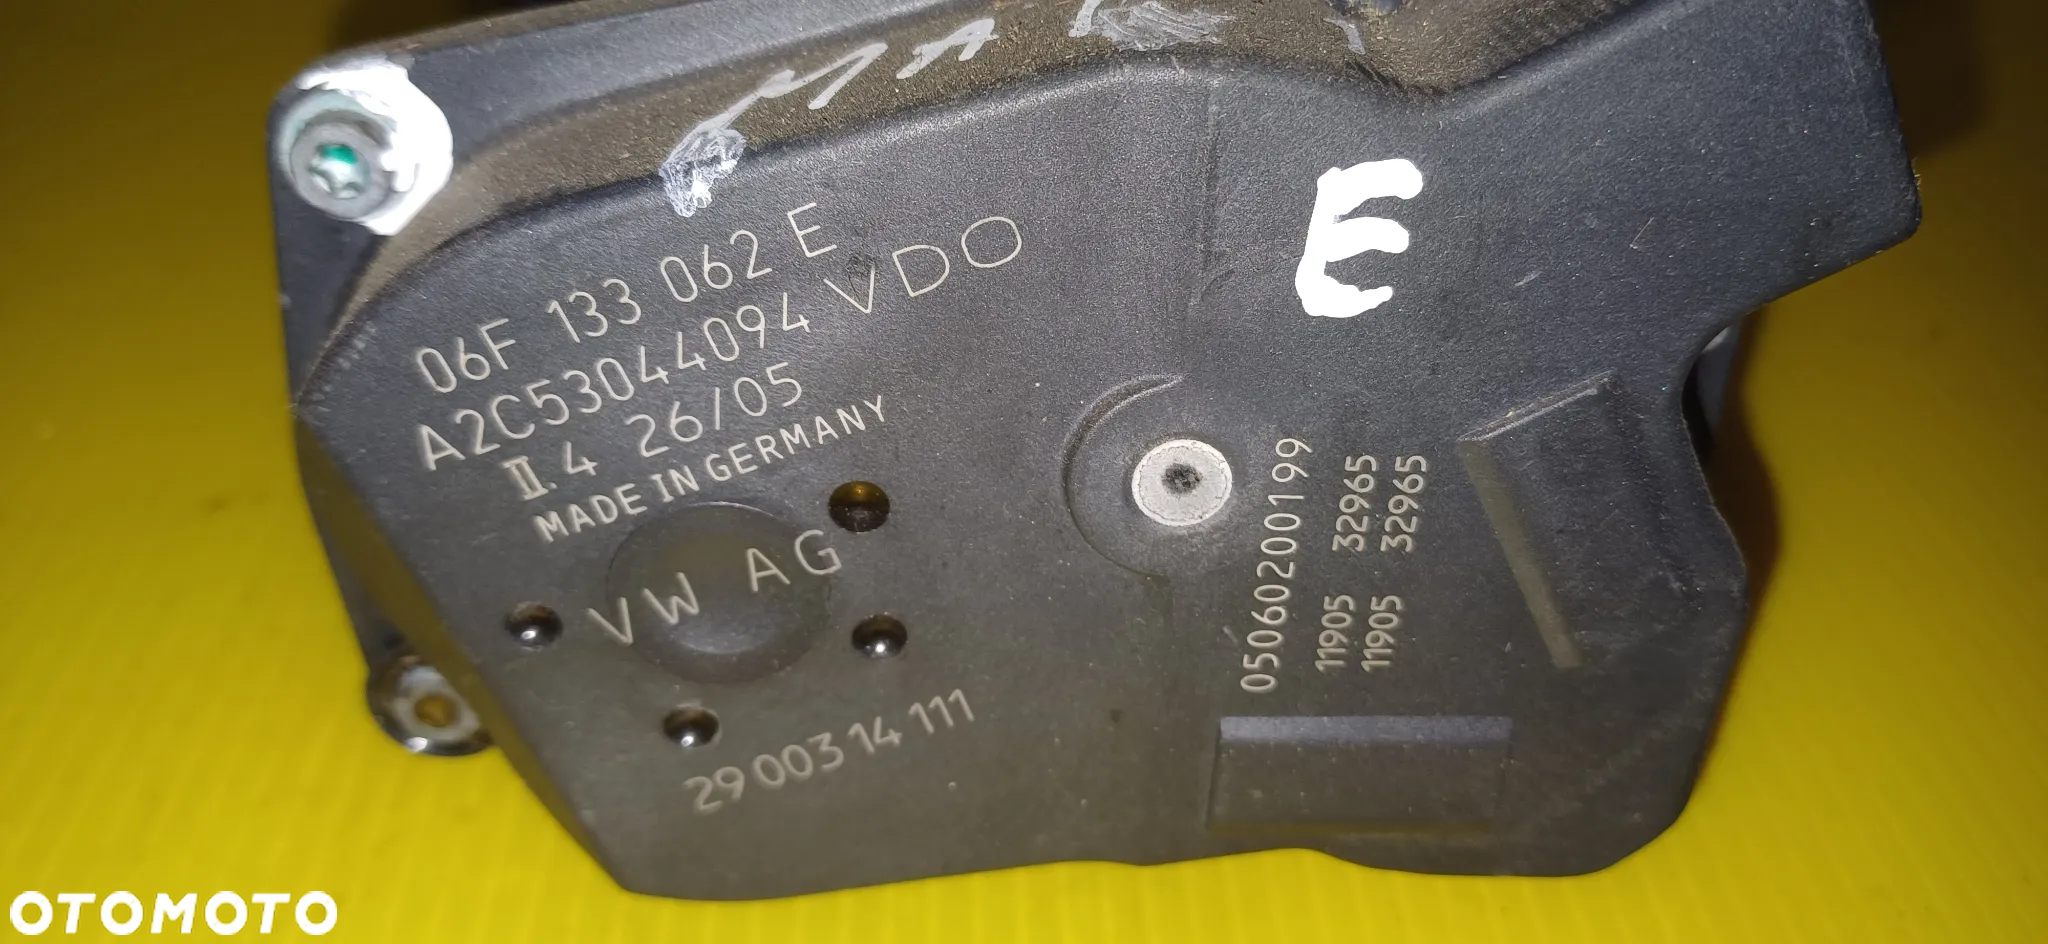 06F 133 062 E
A2C53044094 VDO
II.4 26/05
MADE IN GERMANY
VW AG
29 003 14 111
E
0506020011199
11905 32965
11905 32965
OTOMOTO